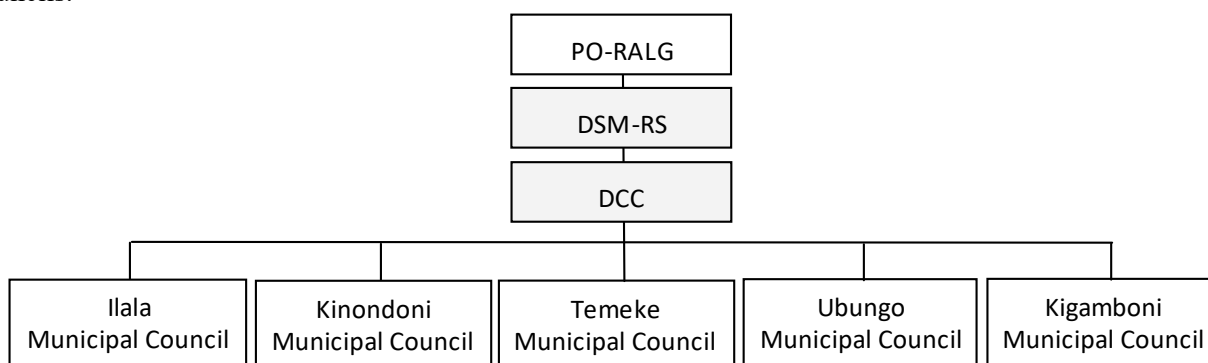 PO-RALG
DSM-RS
DCC
Ilala
Municipal Council
Kinondoni
Municipal Council
Temeke
Municipal Council
Ubungo
Municipal Council
Kigamboni
Municipal Council